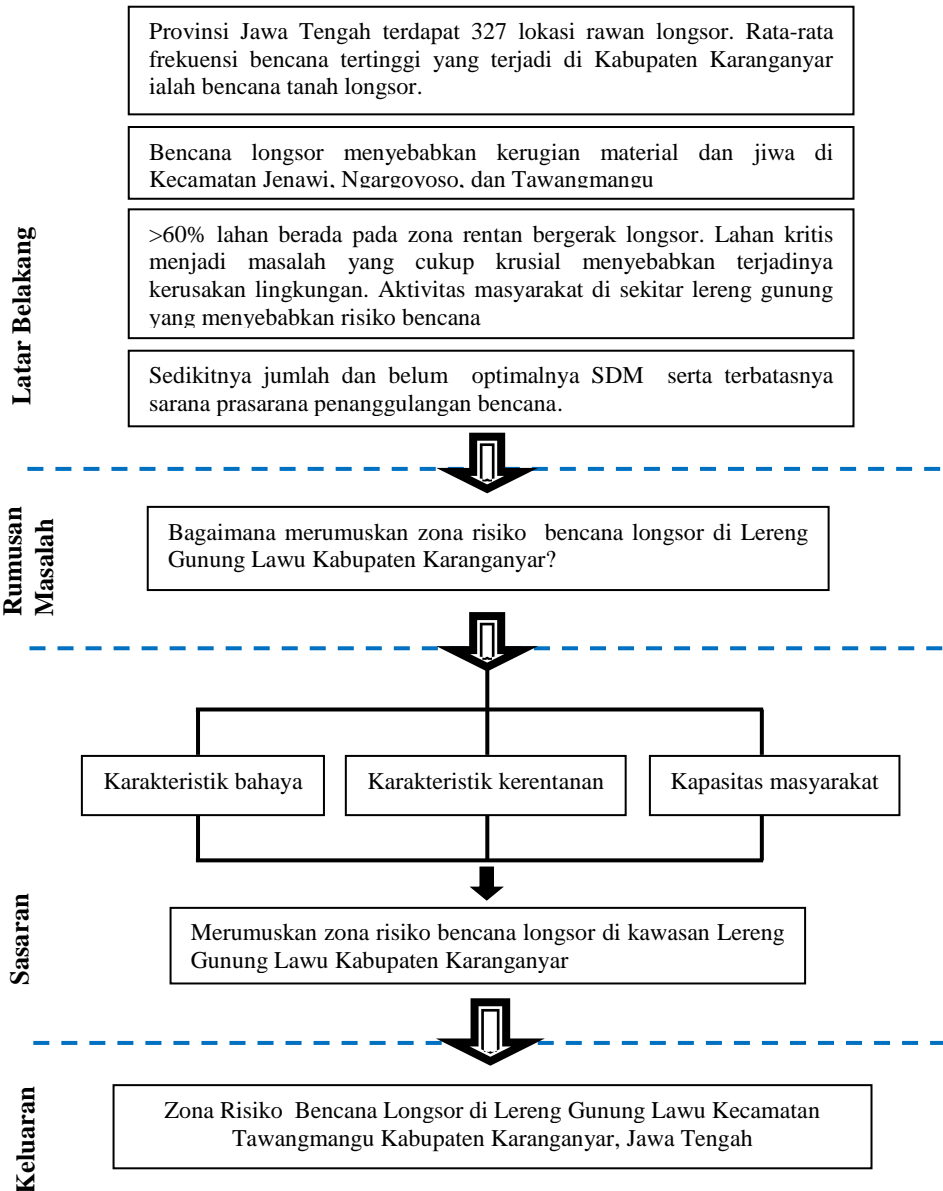 Provinsi Jawa Tengah terdapat 327 lokasi rawan longsor. Rata-rata
frekuensi bencana tertinggi yang terjadi di Kabupaten Karanganyar
ialah bencana tanah longsor.
Bencana longsor menyebabkan kerugian material dan jiwa di
Kecamatan Jenawi, Ngargoyoso, dan Tawangmangu
Latar Belakang
>60% lahan berada pada zona rentan bergerak longsor. Lahan kritis
menjadi masalah yang cukup krusial menyebabkan terjadinya
kerusakan lingkungan. Aktivitas masyarakat di sekitar lereng gunung
yang menyebabkan risiko bencana
Sedikitnya jumlah dan belum optimalnya SDM serta terbatasnya
sarana prasarana penanggulangan bencana.
Rumusan
Masalah
Bagaimana merumuskan zona risiko bencana longsor di Lereng
Gunung Lawu Kabupaten Karanganyar?
Karakteristik bahaya
Karakteristik kerentanan
Kapasitas masyarakat
Sasaran
Merumuskan zona risiko bencana longsor di kawasan Lereng
Gunung Lawu Kabupaten Karanganyar
Keluaran
Zona Risiko Bencana Longsor di Lereng Gunung Lawu Kecamatan
Tawangmangu Kabupaten Karanganyar, Jawa Tengah